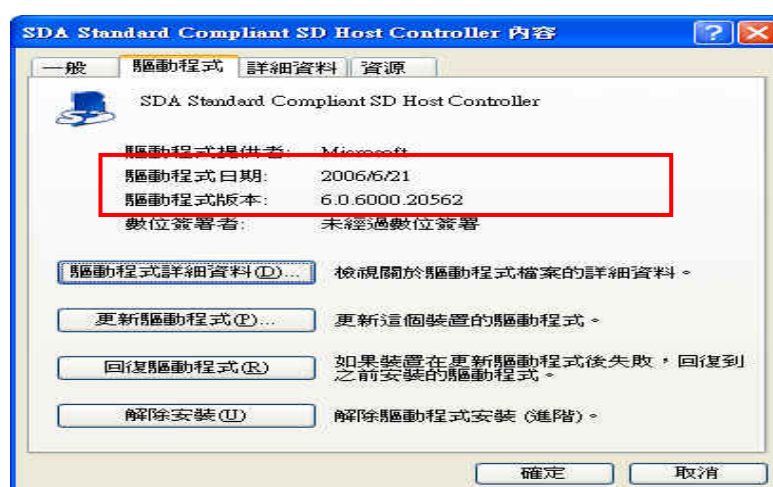 SDA Standard Compliant SD Host Controller 內容
一般 驅動程式 詳細資料 資源
SDA Standard Compliant SD Host Controller
驅動程式提供者: Microsoft
驅動程式日期: 2006/6/21
驅動程式版本: 6.0.6000.20562
數位簽署者: 未經過數位簽署
驅動程式詳細資料(D)... 檢視關於驅動程式檔案的詳細資料。
更新驅動程式(P)... 更新這個裝置的驅動程式。
回復驅動程式(R) 如果裝置在更新驅動程式後失敗，回復到
之前安裝的驅動程式。
解除安裝(U) 解除驅動程式安裝 (進階)。
確定 取消